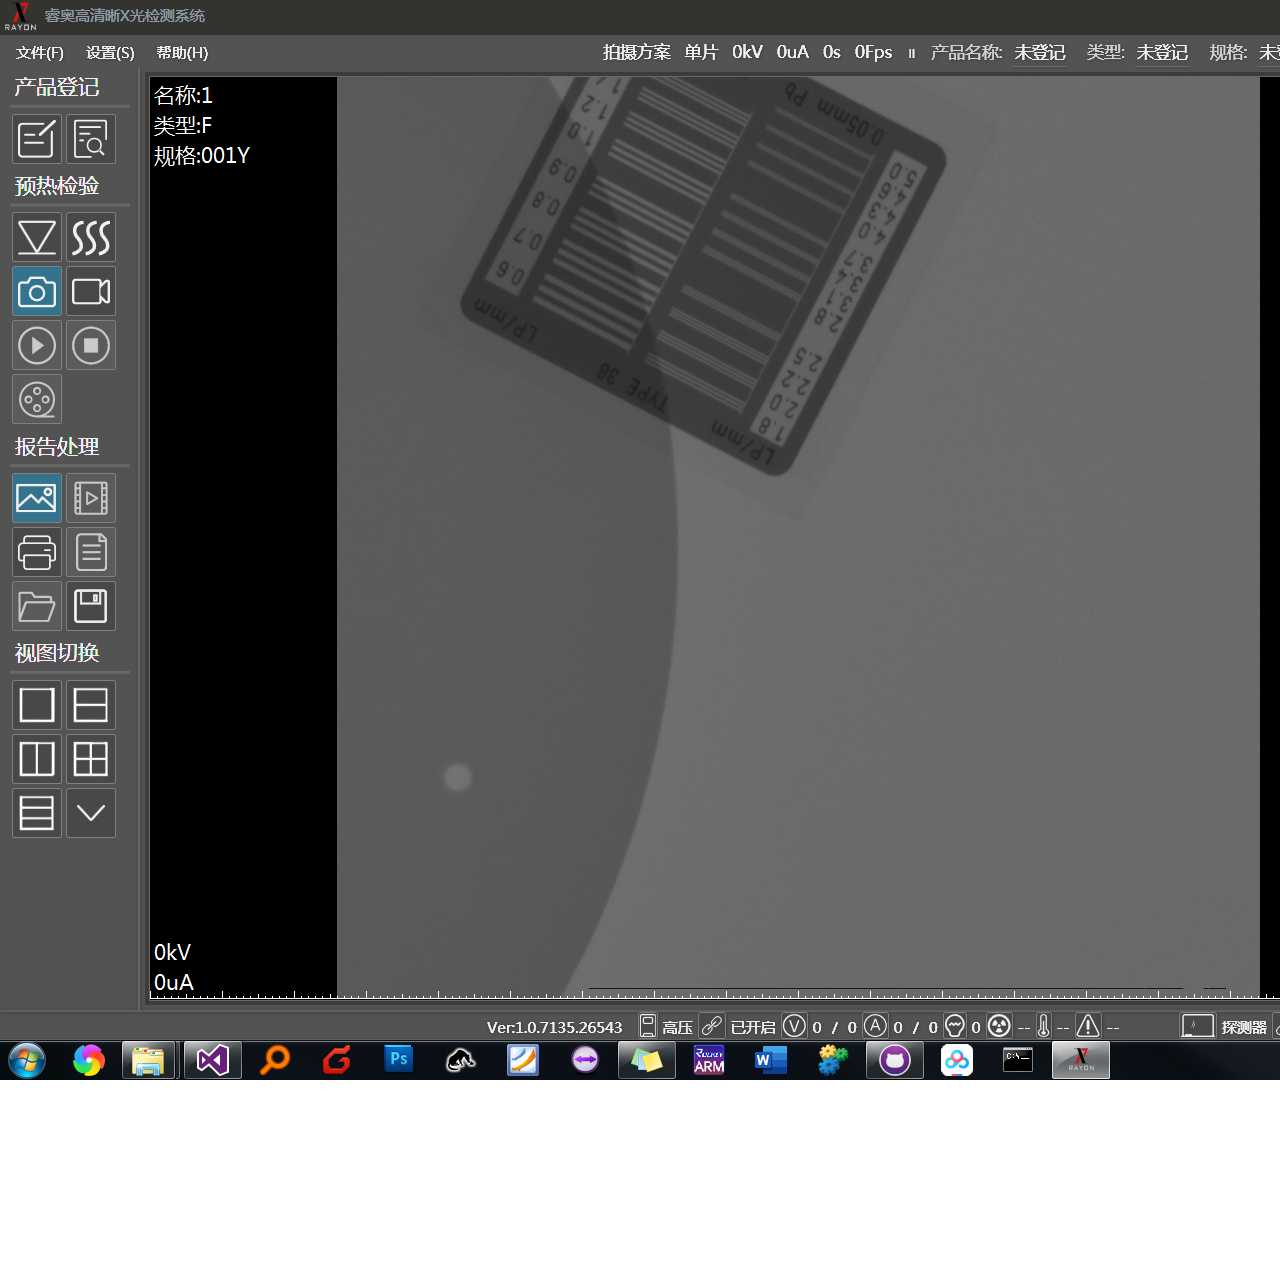 RAYON 睿奥高清晰X光检测系统
文件(F) 设置(S) 帮助(H) 拍摄方案 单片 0kV 0uA 0s 0Fps 产品名称: 未登记 类型: 未登记 规格:
产品登记
预热检验
报告处理
视图切换
名称:1
类型:F
规格:001Y
0.05mm Pb
1.2
1.0
0.9
0.8
0.7
0.6
LP/mm
5.0
4.6
4.3
4.0
3.7
3.4
3.1
2.8
2.5
2.2
2.0
1.8
LP/mm
TYPE 38
0kV
0uA
Ver:1.0.7135.26543 高压 已开启 V 0 / 0 A 0 / 0 0 -- -- -- 探测器
Ps
ARM
W
C:\
RAYON